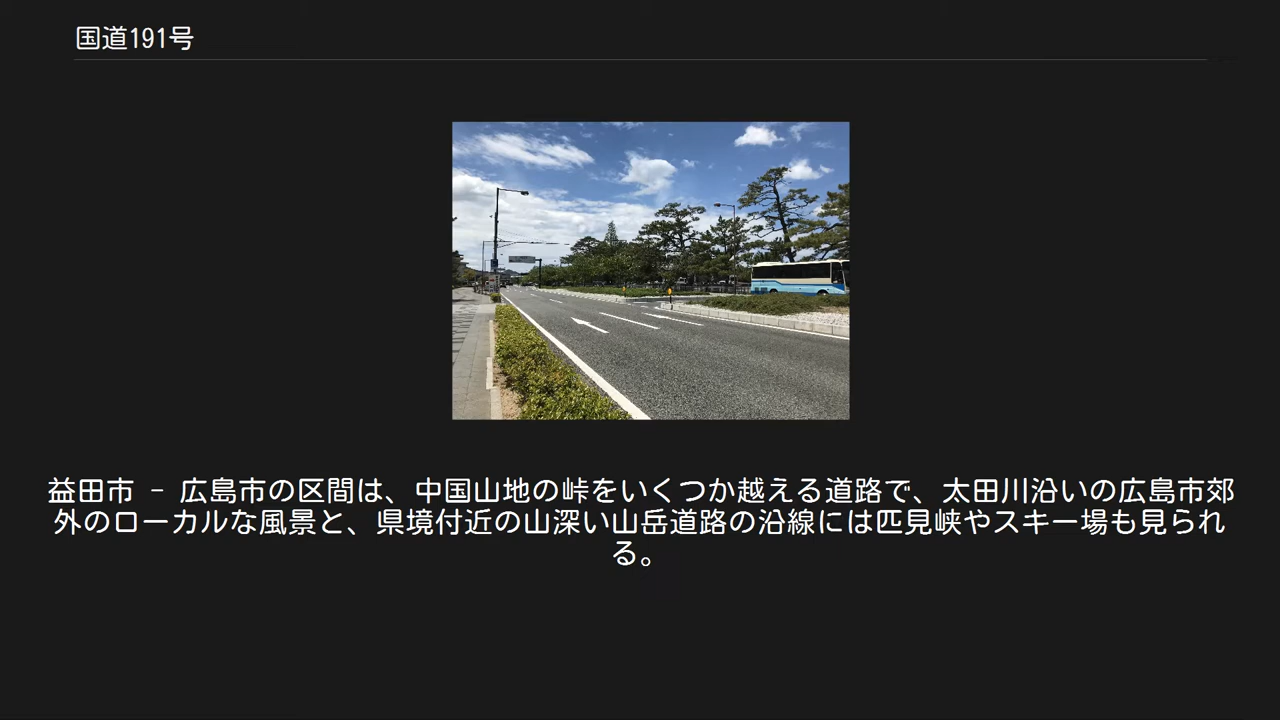 国道191号
益田市 - 広島市の区間は、中国山地の峠をいくつか越える道路で、太田川沿いの広島市郊
外のローカルな風景と、県境付近の山深い山岳道路の沿線には匹見峡やスキー場も見られ
る。